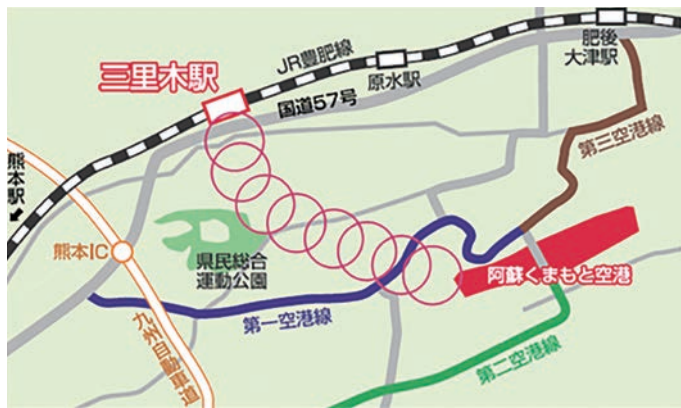 肥後
大津駅
JR豊肥線
原水駅
三里木駅
国道57号
第三空港線
熊本駅
熊本IC
県民総合
運動公園
阿蘇くまもと空港
第一空港線
九州自動車道
第二空港線